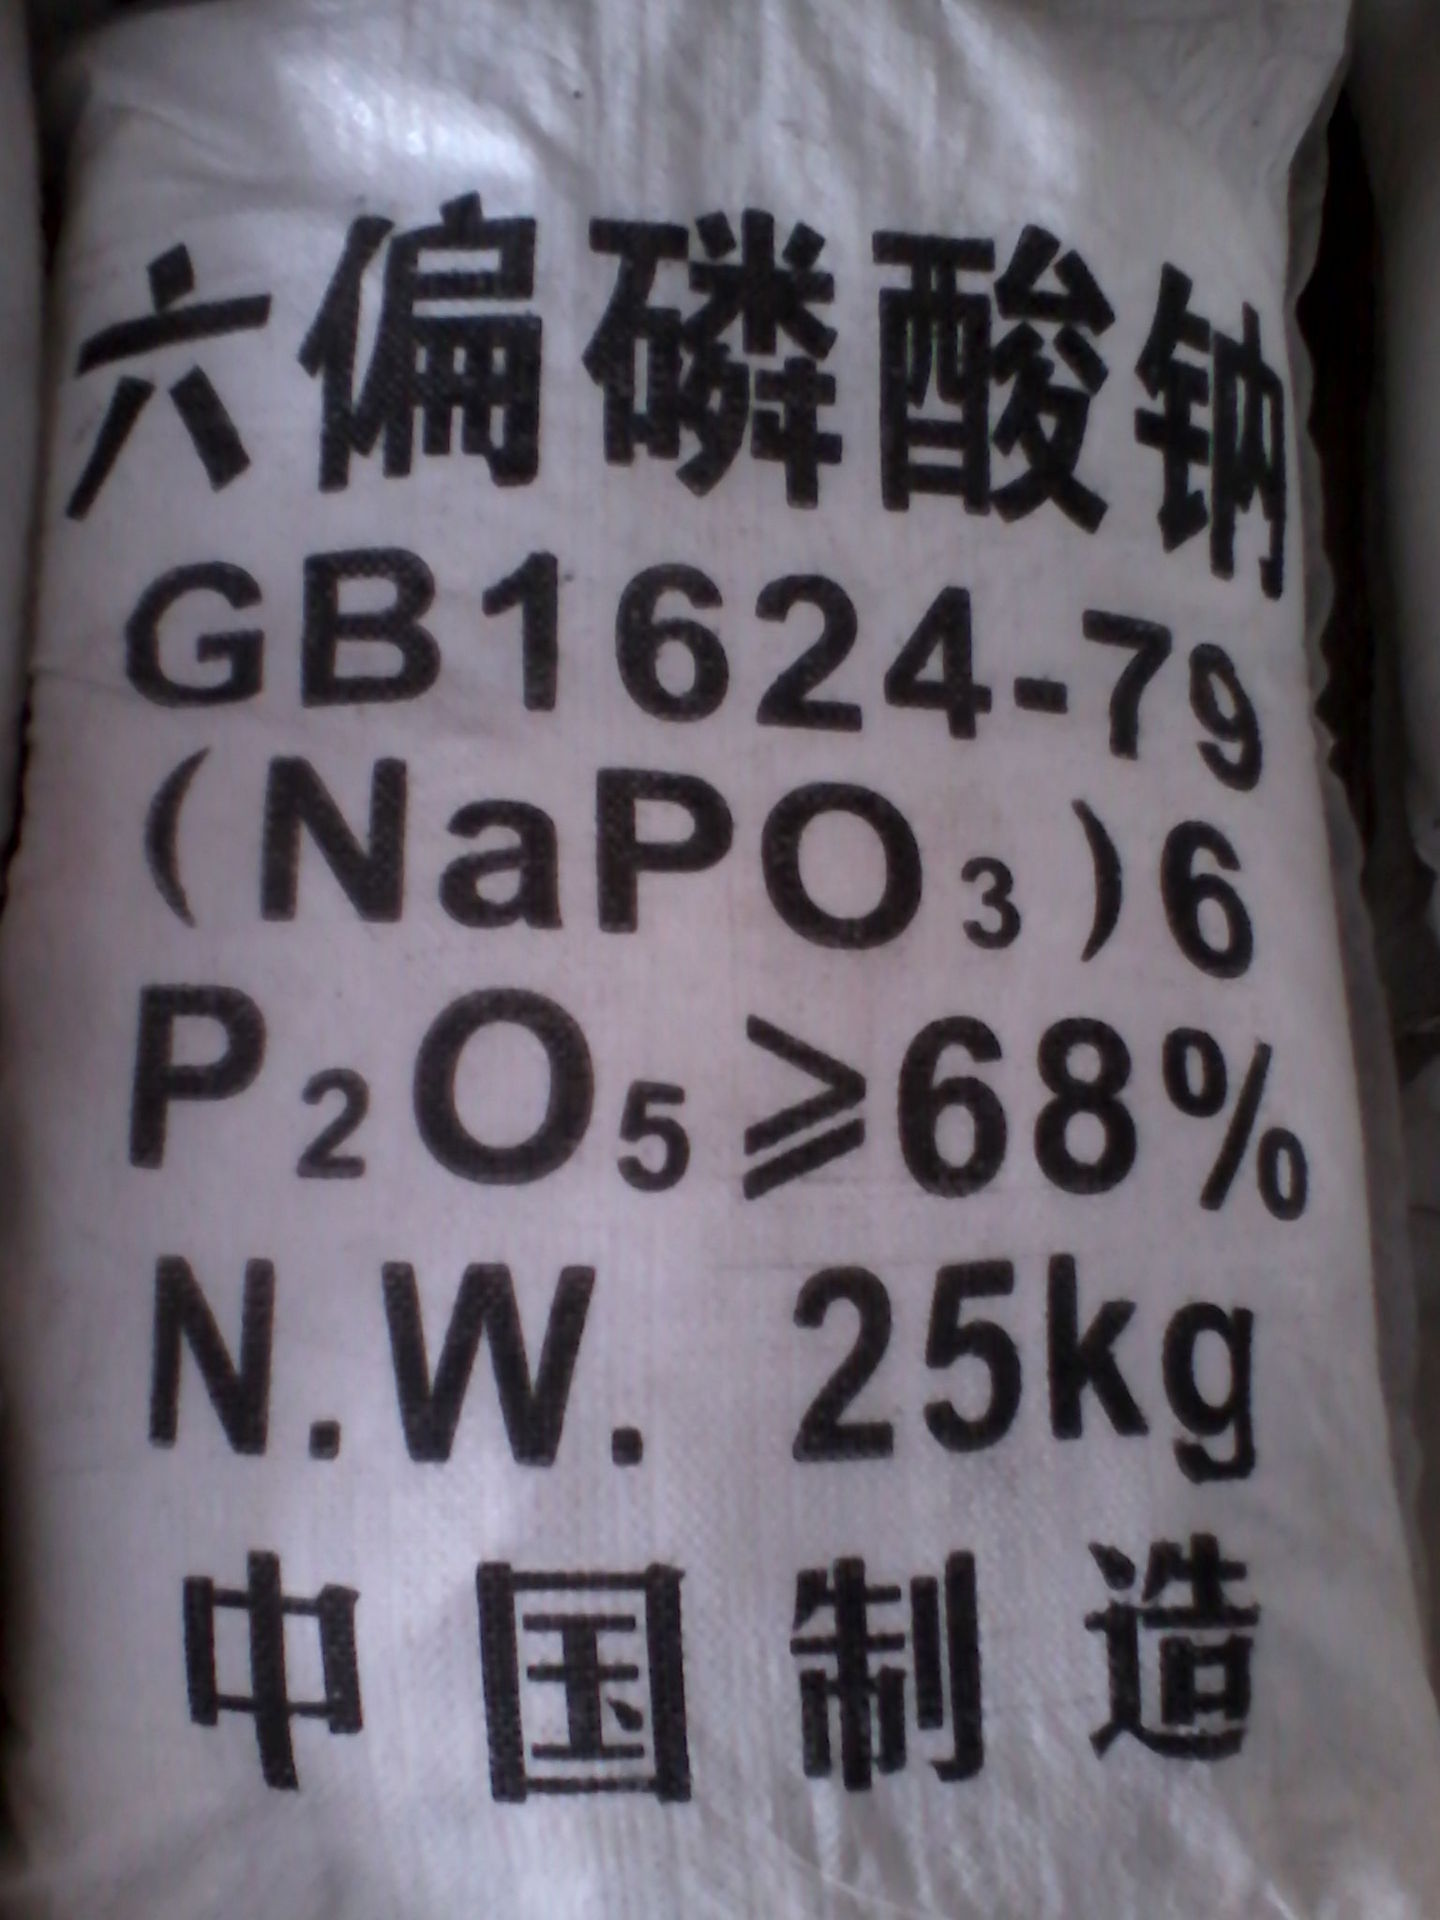 六偏磷酸钠
GB1624-79
(NaPO₃)6
P₂O₅⩾68%
N.W. 25kg
中国制造